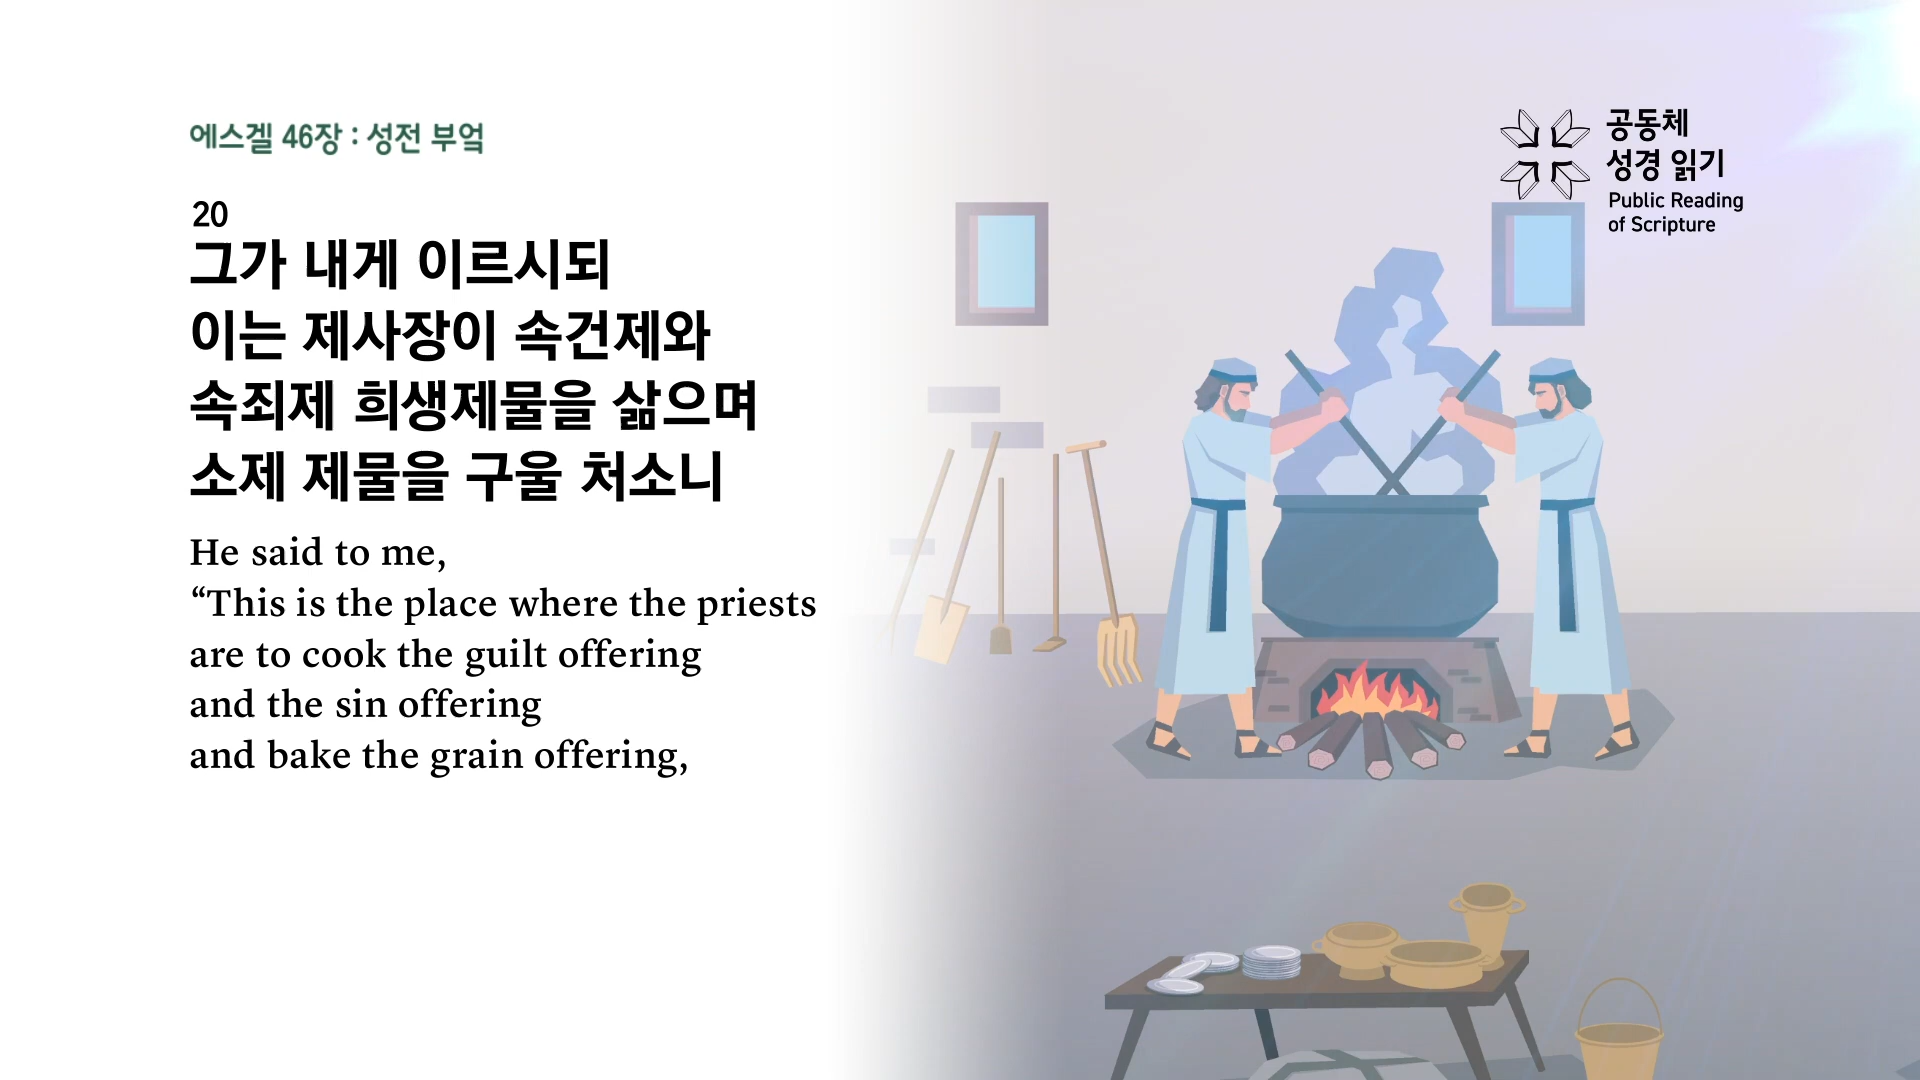 에스겔 46장 : 성전 부엌
20
그가 내게 이르시되
이는 제사장이 속건제와
속죄제 희생제물을 삶으며
소제 제물을 구울 처소니
He said to me,
“This is the place where the priests
are to cook the guilt offering
and the sin offering
and bake the grain offering,
공동체
성경 읽기
Public Reading
of Scripture